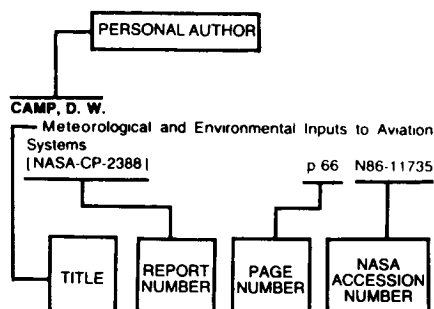 PERSONAL AUTHOR
CAMP, D. W.
Meteorological and Environmental Inputs to Aviation
Systems
[NASA-CP-2388] p 66 N86-11735
TITLE REPORT NUMBER PAGE NUMBER NASA ACCESSION NUMBER